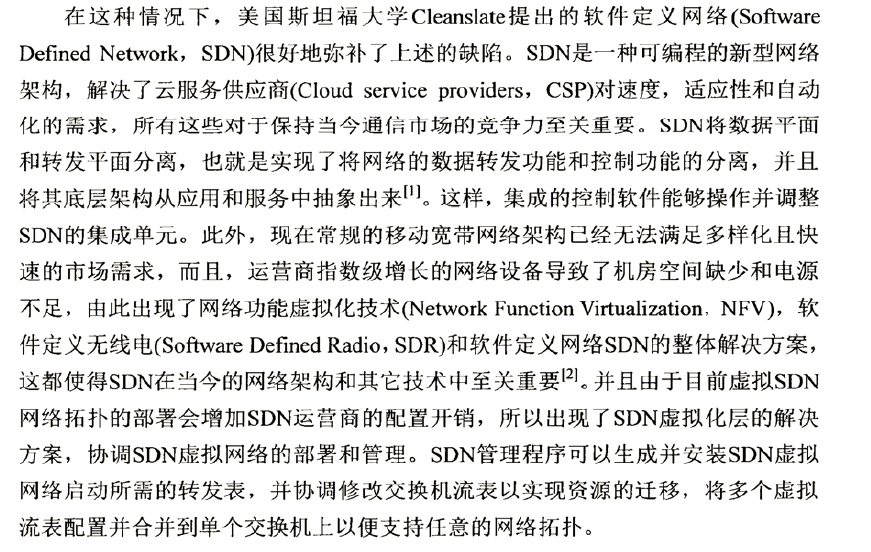 在这种情况下，美国斯坦福大学Cleanslate提出的软件定义网络(Software
Defined Network，SDN)很好地弥补了上述的缺陷。SDN是一种可编程的新型网络
架构，解决了云服务供应商(Cloud service providers，CSP)对速度，适应性和自动
化的需求，所有这些对于保持当今通信市场的竞争力至关重要。SDN将数据平面
和转发平面分离，也就是实现了将网络的数据转发功能和控制功能的分离，并且
将其底层架构从应用和服务中抽象出来[1]。这样，集成的控制软件能够操作并调整
SDN的集成单元。此外，现在常规的移动宽带网络架构已经无法满足多样化且快
速的市场需求，而且，运营商指数级增长的网络设备导致了机房空间缺少和电源
不足，由此出现了网络功能虚拟化技术(Network Function Virtualization，NFV)，软
件定义无线电(Software Defined Radio，SDR)和软件定义网络SDN的整体解决方案，
这都使得SDN在当今的网络架构和其它技术中至关重要[2]。并且由于目前虚拟SDN
网络拓扑的部署会增加SDN运营商的配置开销，所以出现了SDN虚拟化层的解决
方案，协调SDN虚拟网络的部署和管理。SDN管理程序可以生成并安装SDN虚拟
网络启动所需的转发表，并协调修改交换机流表以实现资源的迁移，将多个虚拟
流表配置并合并到单个交换机上以便支持任意的网络拓扑。